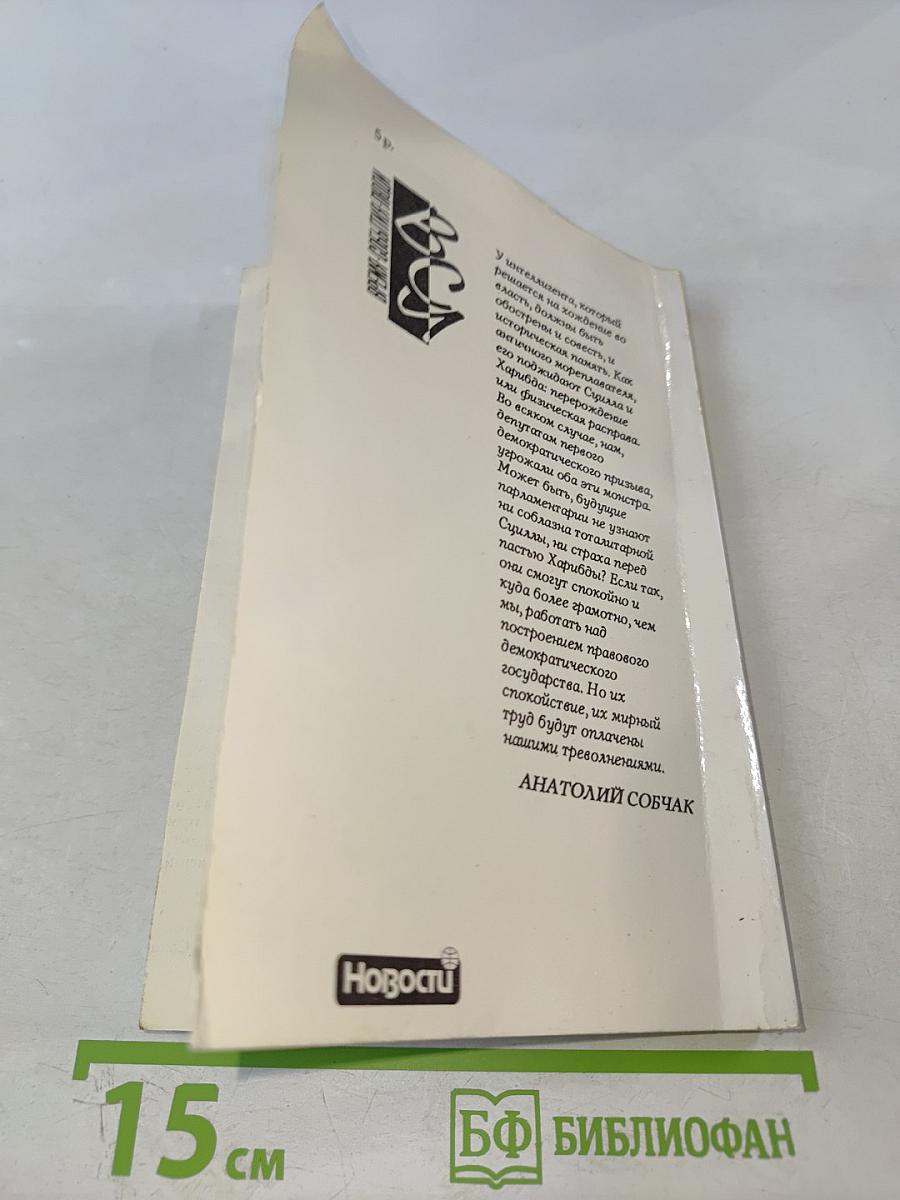 5 р.
ВРЕМЯ·СОБЫТИЯ·ЛЮДИ
ВСЛ
У интеллигента, который
решается на хождение во
власть, должны быть
обострены и совесть, и
историческая память. Как
античного мореплавателя,
его поджидают Сцилла и
Харибда: перерождение
или физическая расправа.
Во всяком случае, нам,
депутатам первого
демократического призыва,
угрожали оба эти монстра.
Может быть, будущие
парламентарии не узнают
ни соблазна тоталитарной
Сциллы, ни страха перед
пастью Харибды? Если так,
они смогут спокойно и
куда более грамотно, чем
мы, работать над
построением правового
демократического
государства. Но их
спокойствие, их мирный
труд будут оплачены
нашими треволнениями.
АНАТОЛИЙ СОБЧАК
Новости
15 см
БФ БИБЛИОФАН